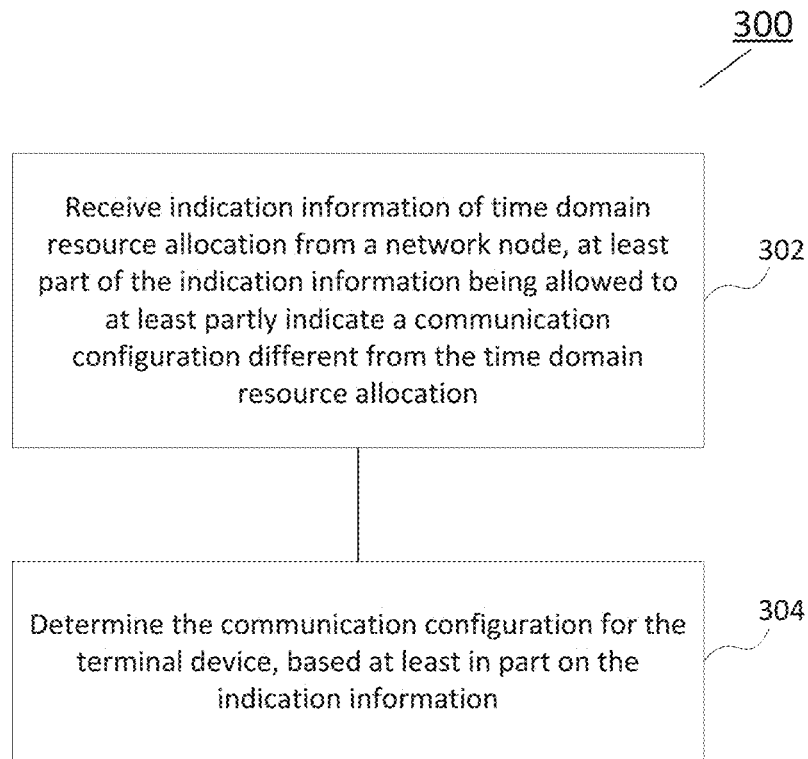 300
Receive indication information of time domain
resource allocation from a network node, at least
part of the indication information being allowed to
at least partly indicate a communication
configuration different from the time domain
resource allocation
302
Determine the communication configuration for the
terminal device, based at least in part on the
indication information
304